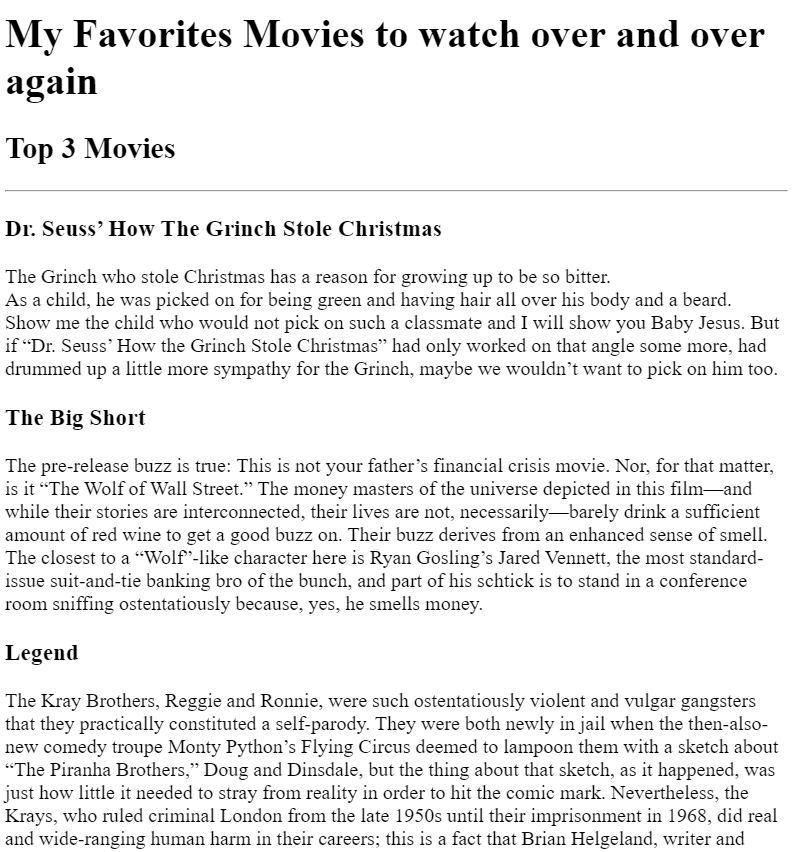 My Favorites Movies to watch over and over
again
Top 3 Movies
Dr. Seuss’ How The Grinch Stole Christmas
The Grinch who stole Christmas has a reason for growing up to be so bitter.
As a child, he was picked on for being green and having hair all over his body and a beard.
Show me the child who would not pick on such a classmate and I will show you Baby Jesus. But
if “Dr. Seuss’ How the Grinch Stole Christmas” had only worked on that angle some more, had
drummed up a little more sympathy for the Grinch, maybe we wouldn’t want to pick on him too.
The Big Short
The pre-release buzz is true: This is not your father’s financial crisis movie. Nor, for that matter,
is it “The Wolf of Wall Street.” The money masters of the universe depicted in this film—and
while their stories are interconnected, their lives are not, necessarily—barely drink a sufficient
amount of red wine to get a good buzz on. Their buzz derives from an enhanced sense of smell.
The closest to a “Wolf”-like character here is Ryan Gosling’s Jared Vennett, the most standard-
issue suit-and-tie banking bro of the bunch, and part of his schtick is to stand in a conference
room sniffing ostentatiously because, yes, he smells money.
Legend
The Kray Brothers, Reggie and Ronnie, were such ostentatiously violent and vulgar gangsters
that they practically constituted a self-parody. They were both newly in jail when the then-also-
new comedy troupe Monty Python’s Flying Circus deemed to lampoon them with a sketch about
“The Piranha Brothers,” Doug and Dinsdale, but the thing about that sketch, as it happened, was
just how little it needed to stray from reality in order to hit the comic mark. Nevertheless, the
Krays, who ruled criminal London from the late 1950s until their imprisonment in 1968, did real
and wide-ranging human harm in their careers; this is a fact that Brian Helgeland, writer and